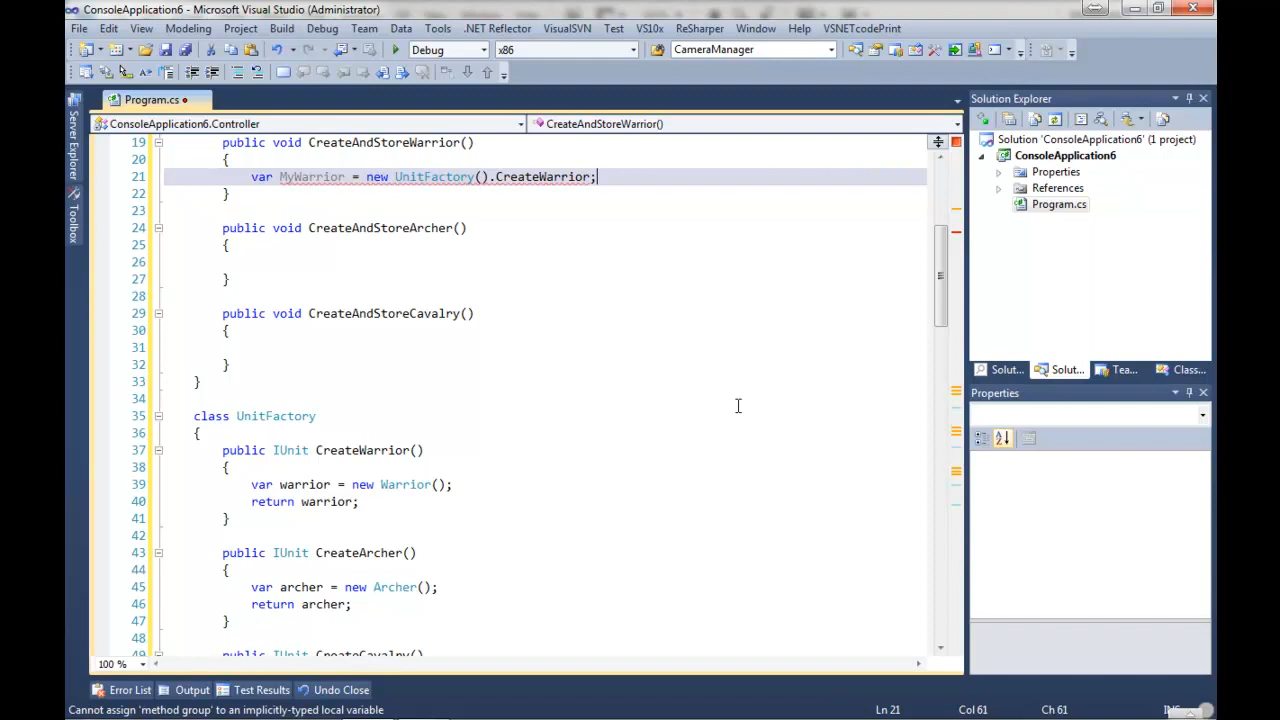 ConsoleApplication6 - Microsoft Visual Studio (Administrator)
File Edit View Modeling Project Build Debug Team Data Tools .NET Reflector VisualSVN Test VS10x ReSharper Window Help VSNETcodePrint
Debug x86 CameraManager
Program.cs
Solution Explorer
ConsoleApplication6.Controller CreateAndStoreWarrior()
Server Explorer
Toolbox
19 public void CreateAndStoreWarrior()
20 {
21 var MyWarrior = new UnitFactory().CreateWarrior;
22 }
23
24 public void CreateAndStoreArcher()
25 {
26
27 }
28
29 public void CreateAndStoreCavalry()
30 {
31
32 }
33 }
34
35 class UnitFactory
36 {
37 public IUnit CreateWarrior()
38 {
39 var warrior = new Warrior();
40 return warrior;
41 }
42
43 public IUnit CreateArcher()
44 {
45 var archer = new Archer();
46 return archer;
47 }
48
49 public IUnit CreateCavalry()
100 %
Solution 'ConsoleApplication6' (1 project)
ConsoleApplication6
Properties
References
Program.cs
Solut... Solut... Tea... Class...
Properties
Error List Output Test Results Undo Close
Cannot assign 'method group' to an implicitly-typed local variable Ln 21 Col 61 Ch 61